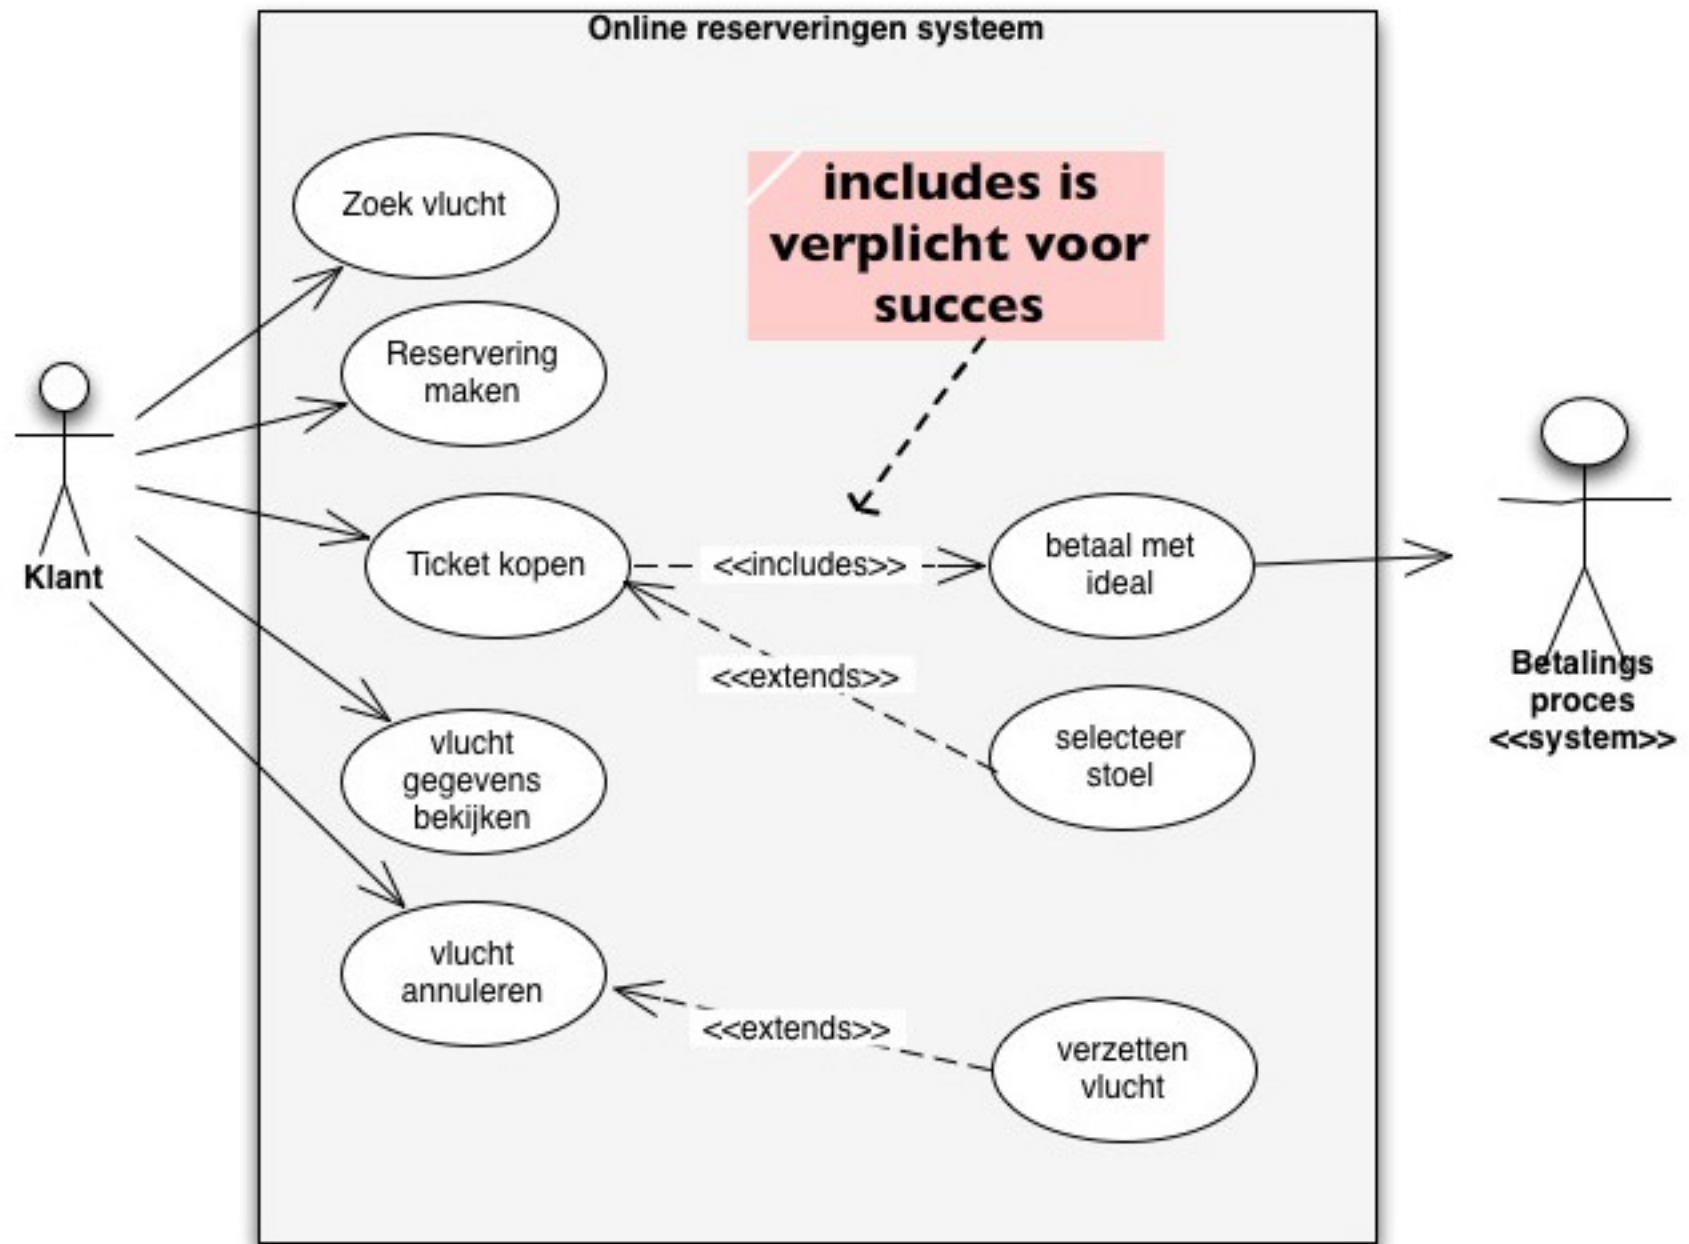 Online reserveringen systeem
Zoek vlucht
includes is
verplicht voor
succes
Reservering
maken
Klant
Ticket kopen
<<includes>>
betaal met
ideal
<<extends>>
Betalings
proces
<<system>>
selecteer
stoel
vlucht
gegevens
bekijken
vlucht
annuleren
<<extends>>
verzetten
vlucht